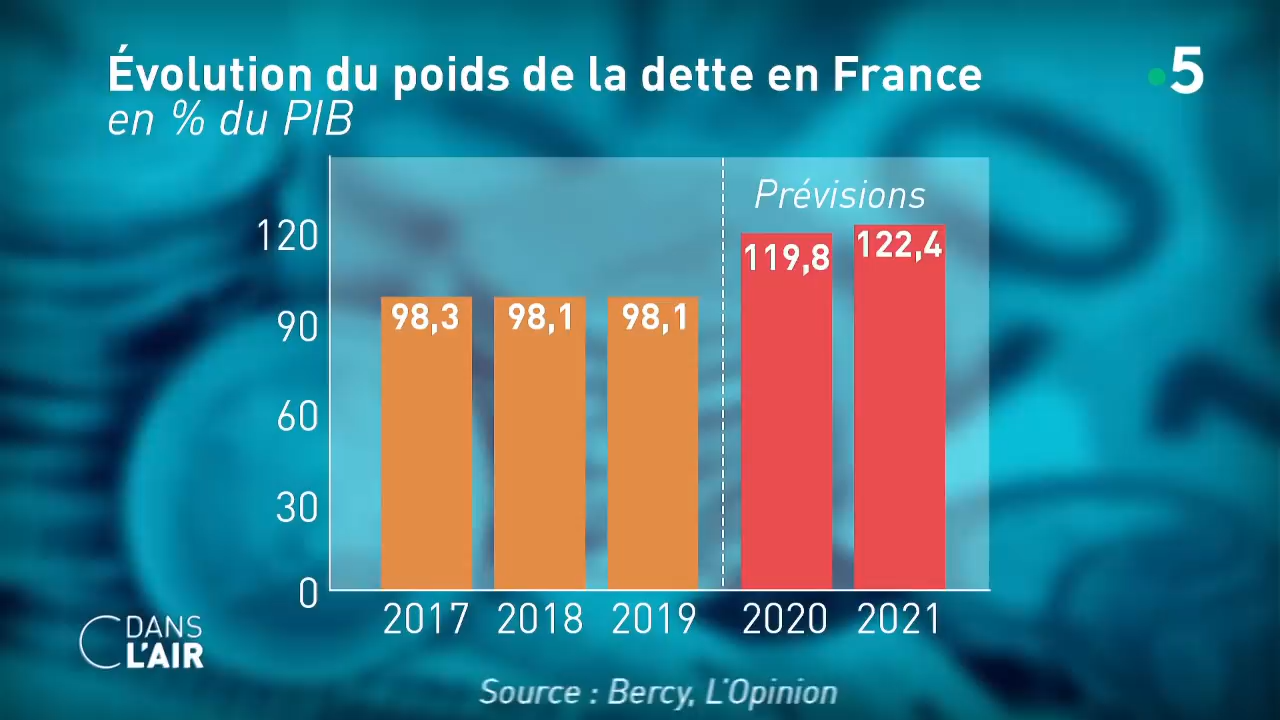 Évolution du poids de la dette en France
en % du PIB
5
Prévisions
120
90
60
30
0
98,3
98,1
98,1
119,8
122,4
2017
2018
2019
2020
2021
C DANS
L'AIR
Source : Bercy, L'Opinion